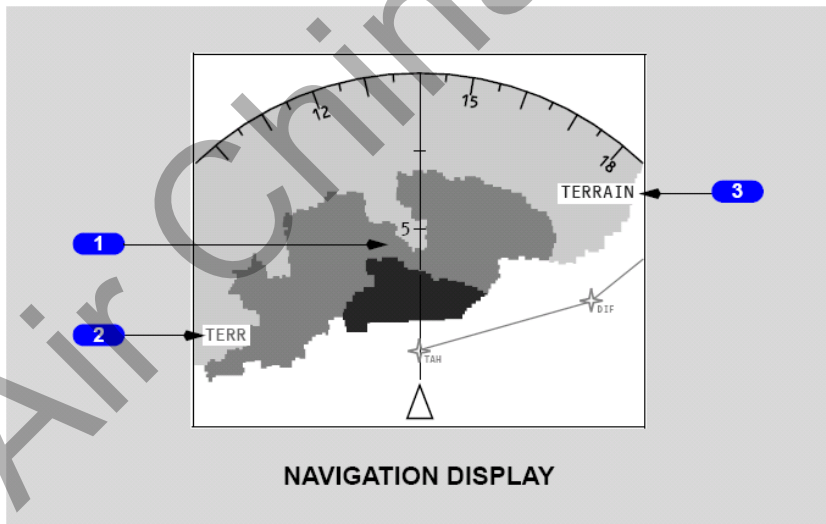 Air China
12
15
18
TERRAIN
3
5
1
DIF
2
TERR
TAH
NAVIGATION DISPLAY